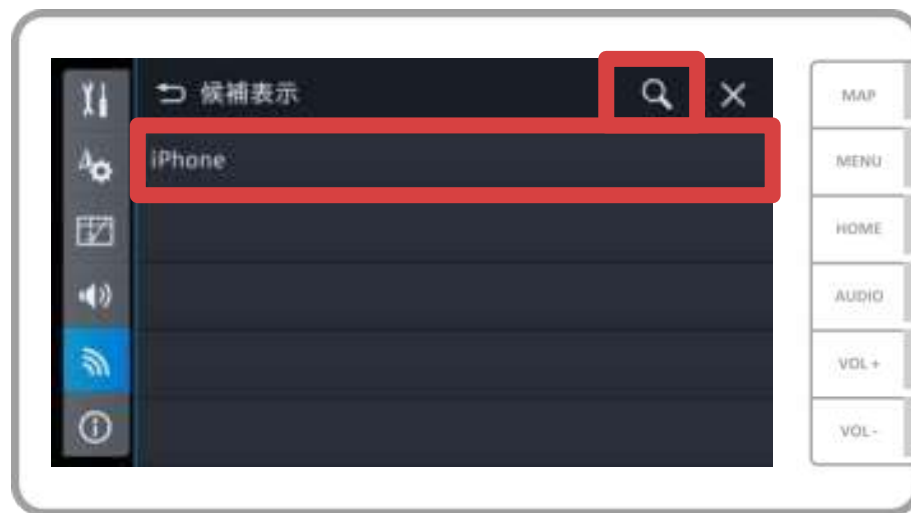 候補表示
iPhone
MAP
MENU
HOME
AUDIO
VOL +
VOL -